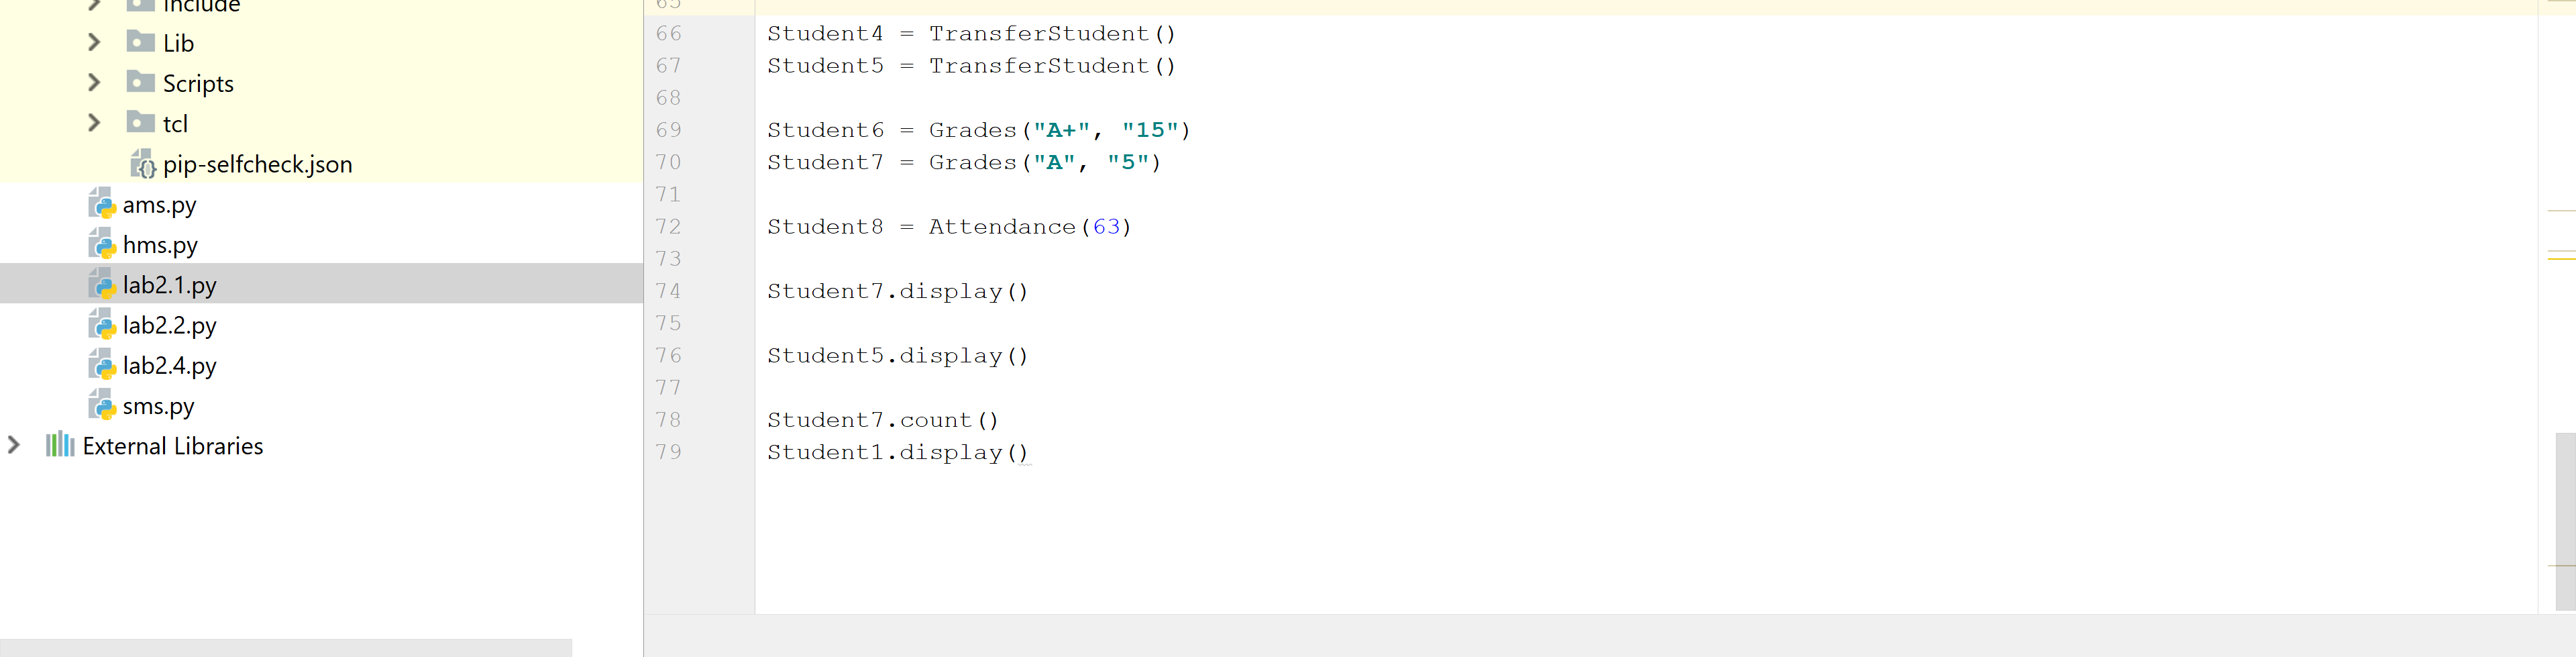 Include
Lib
Scripts
tcl
pip-selfcheck.json
ams.py
hms.py
lab2.1.py
lab2.2.py
lab2.4.py
sms.py
External Libraries
65
66 Student4 = TransferStudent()
67 Student5 = TransferStudent()
68
69 Student6 = Grades("A+", "15")
70 Student7 = Grades("A", "5")
71
72 Student8 = Attendance(63)
73
74 Student7.display()
75
76 Student5.display()
77
78 Student7.count()
79 Student1.display()